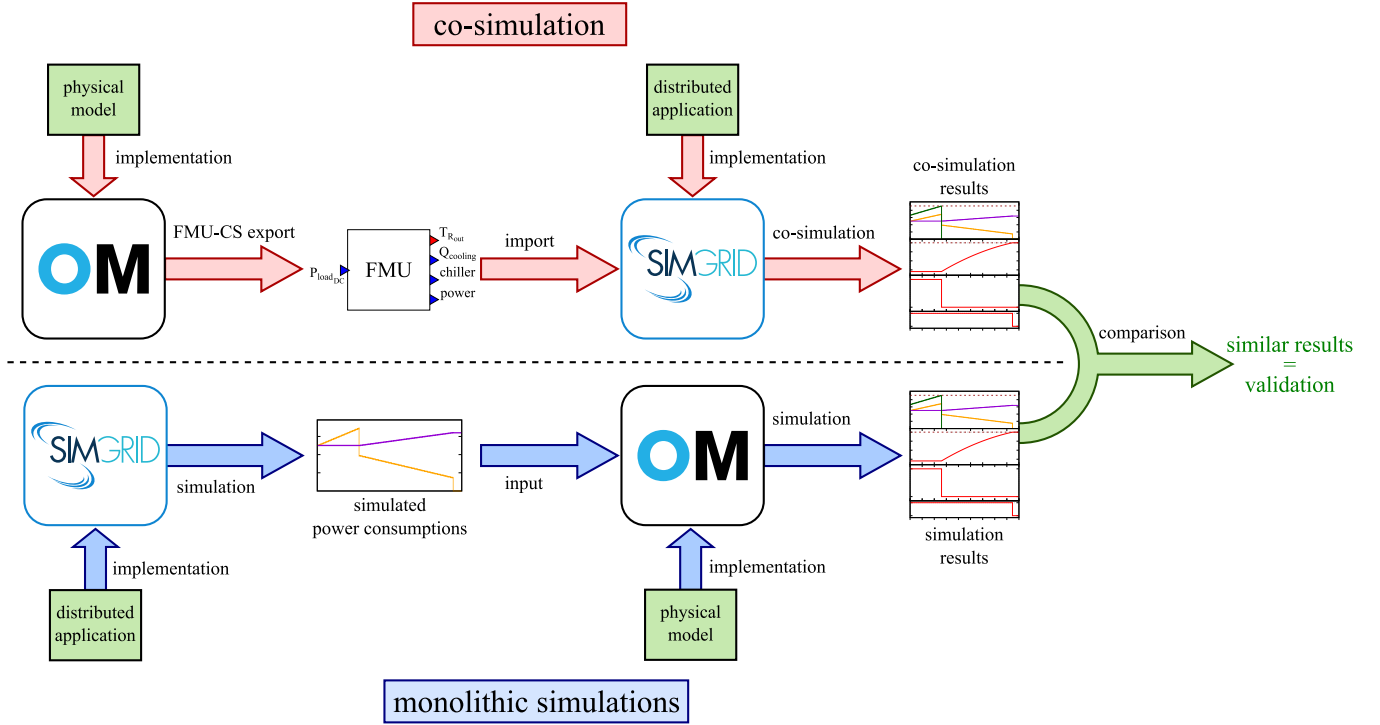 co-simulation
physical
model
implementation
distributed
application
implementation
OM
FMU-CS export
P_load_DC
FMU
T_R_out
Q_cooling
chiller
power
import
SIMGRID
co-simulation
co-simulation
results
comparison
similar results
=
validation
SIMGRID
simulation
simulated
power consumptions
input
OM
simulation
simulation
results
implementation
distributed
application
implementation
physical
model
monolithic simulations